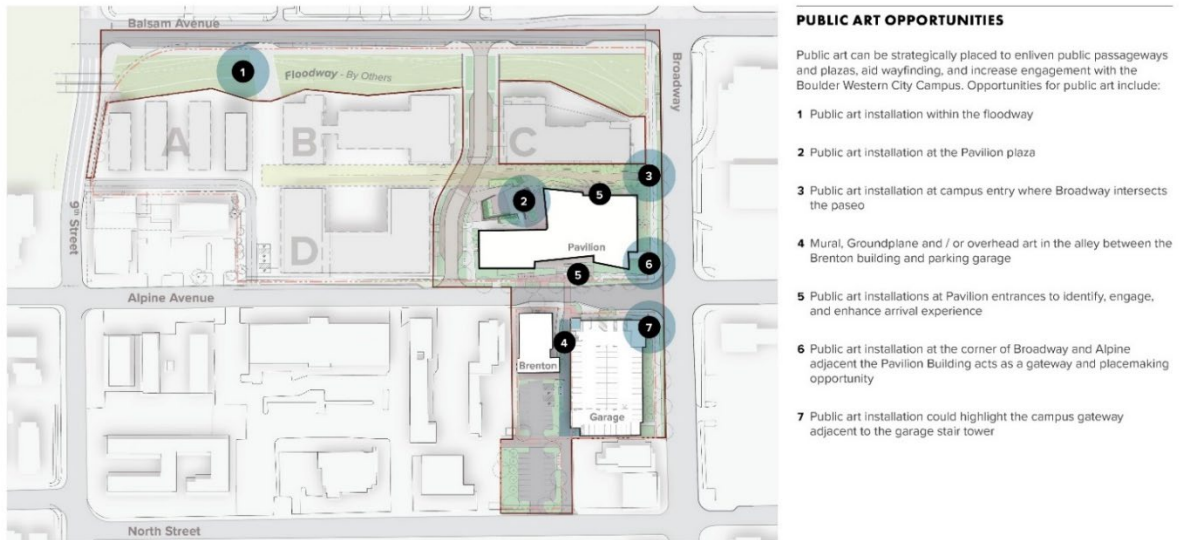 Balsam Avenue
1
Floodway - By Others
Broadway
A
B
C
3
5
2
9th Street
D
Pavilion
6
5
Alpine Avenue
7
4
Brenton
Garage
North Street
PUBLIC ART OPPORTUNITIES
Public art can be strategically placed to enliven public passageways
and plazas, aid wayfinding, and increase engagement with the
Boulder Western City Campus. Opportunities for public art include:
1 Public art installation within the floodway
2 Public art installation at the Pavilion plaza
3 Public art installation at campus entry where Broadway intersects
the paseo
4 Mural, Groundplane and / or overhead art in the alley between the
Brenton building and parking garage
5 Public art installations at Pavilion entrances to identify, engage,
and enhance arrival experience
6 Public art installation at the corner of Broadway and Alpine
adjacent the Pavilion Building acts as a gateway and placemaking
opportunity
7 Public art installation could highlight the campus gateway
adjacent to the garage stair tower